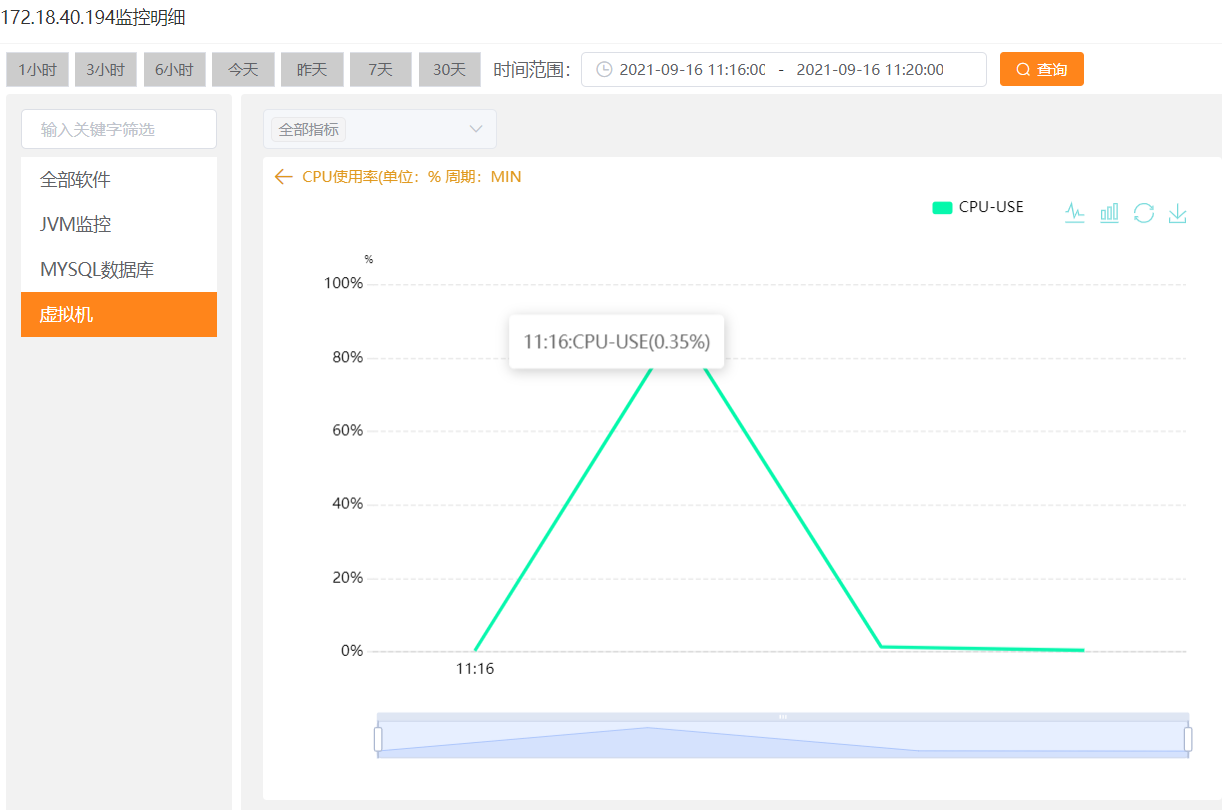 172.18.40.194监控明细
1小时 3小时 6小时 今天 昨天 7天 30天 时间范围： 2021-09-16 11:16:00 - 2021-09-16 11:20:00 查询
输入关键字筛选
全部软件
JVM监控
MYSQL数据库
虚拟机
全部指标
CPU使用率(单位：% 周期：MIN
CPU-USE
%
100%
80%
60%
40%
20%
0%
11:16:CPU-USE(0.35%)
11:16